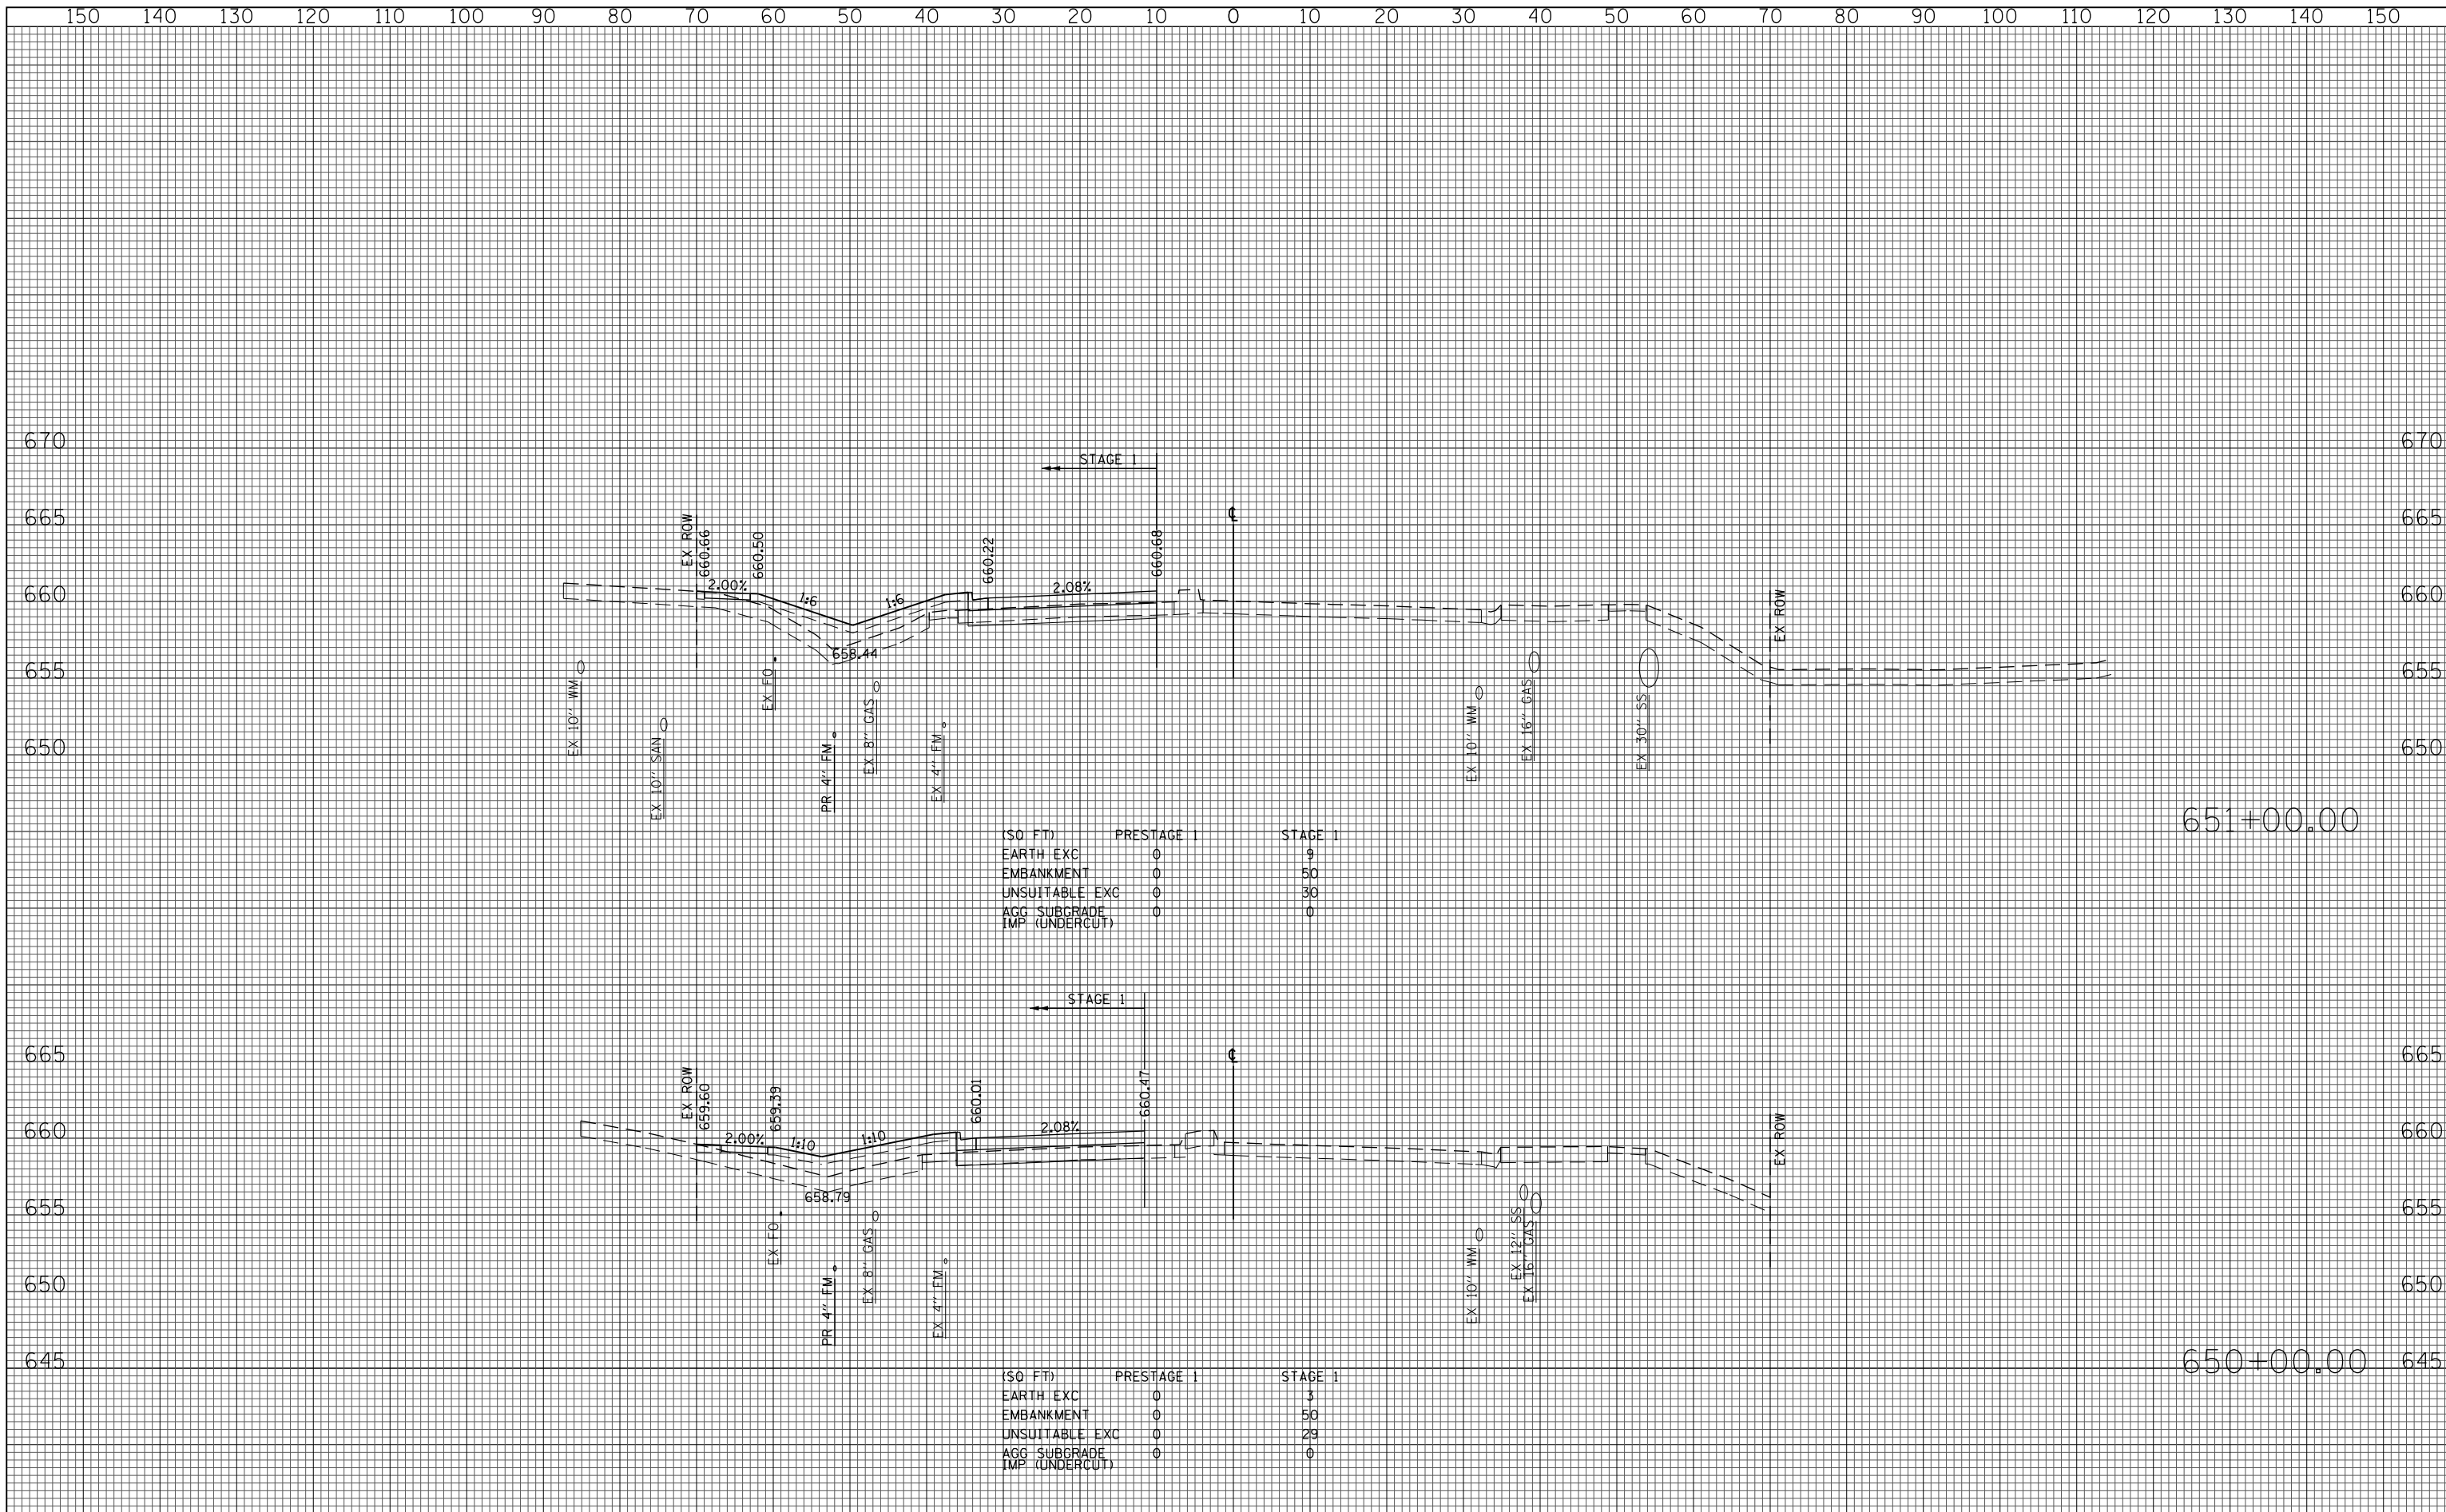 150 140 130 120 110 100 90 80 70 60 50 40 30 20 10 0 10 20 30 40 50 60 70 80 90 100 110 120 130 140 150
670 670
STAGE 1
665 665
EX ROW
660.66
660.50
660.22
660.68
℄
660 660
2.00%
1:6
1:6
2.08%
EX ROW
658.44
655 655
EX 10" WM
EX 10" SAN
EX FO
PR 4" FM
EX 8" GAS
EX 4" FM
EX 10" WM
EX 16" GAS
EX 30" SS
650 650
651+00.00
(SQ FT) PRESTAGE 1 STAGE 1
EARTH EXC 0 9
EMBANKMENT 0 50
UNSUITABLE EXC 0 30
AGG SUBGRADE 0 0
IMP (UNDERCUT)
STAGE 1
665 665
EX ROW
659.60
659.39
660.01
660.47
℄
660 660
2.00%
1:10
1:10
2.08%
EX ROW
658.79
655 655
EX FO
PR 4" FM
EX 8" GAS
EX 4" FM
EX 10" WM
EX 12" SS
EX 16" GAS
650 650
645 650+00.00 645
(SQ FT) PRESTAGE 1 STAGE 1
EARTH EXC 0 3
EMBANKMENT 0 50
UNSUITABLE EXC 0 29
AGG SUBGRADE 0 0
IMP (UNDERCUT)